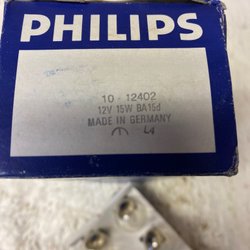 PHILIPS
10 - 12402
12V 15W BA15d
MADE IN GERMANY